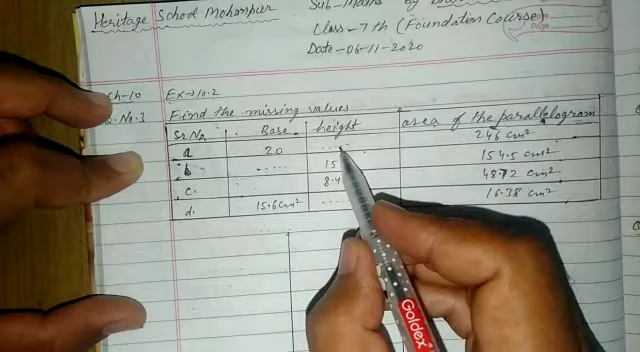 Heritage School Mohanpur
Sub-Maths by
Class-7th (Foundation Course)
Date-06-11-2020
Ch-10 Ex-10.2
Q.No.3 Find the missing values
Sr No. Base height area of the parallelogram
a 20 ..... 246 cm²
b ..... 15 154.5 cm²
c. 8.4 48.72 cm²
d. 15.6cm² ..... 16.38 cm²
Goldex